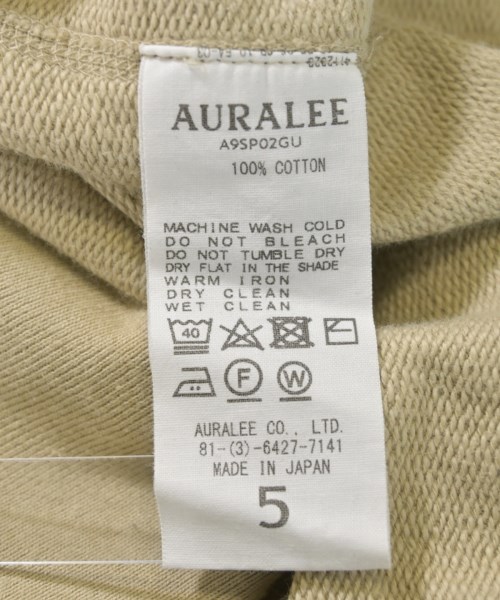 AURALEE
A9SP02GU
100% COTTON
MACHINE WASH COLD
DO NOT BLEACH
DO NOT TUMBLE DRY
DRY FLAT IN THE SHADE
WARM IRON
DRY CLEAN
WET CLEAN
40
F W
AURALEE CO., LTD.
81-(3)-6427-7141
MADE IN JAPAN
5